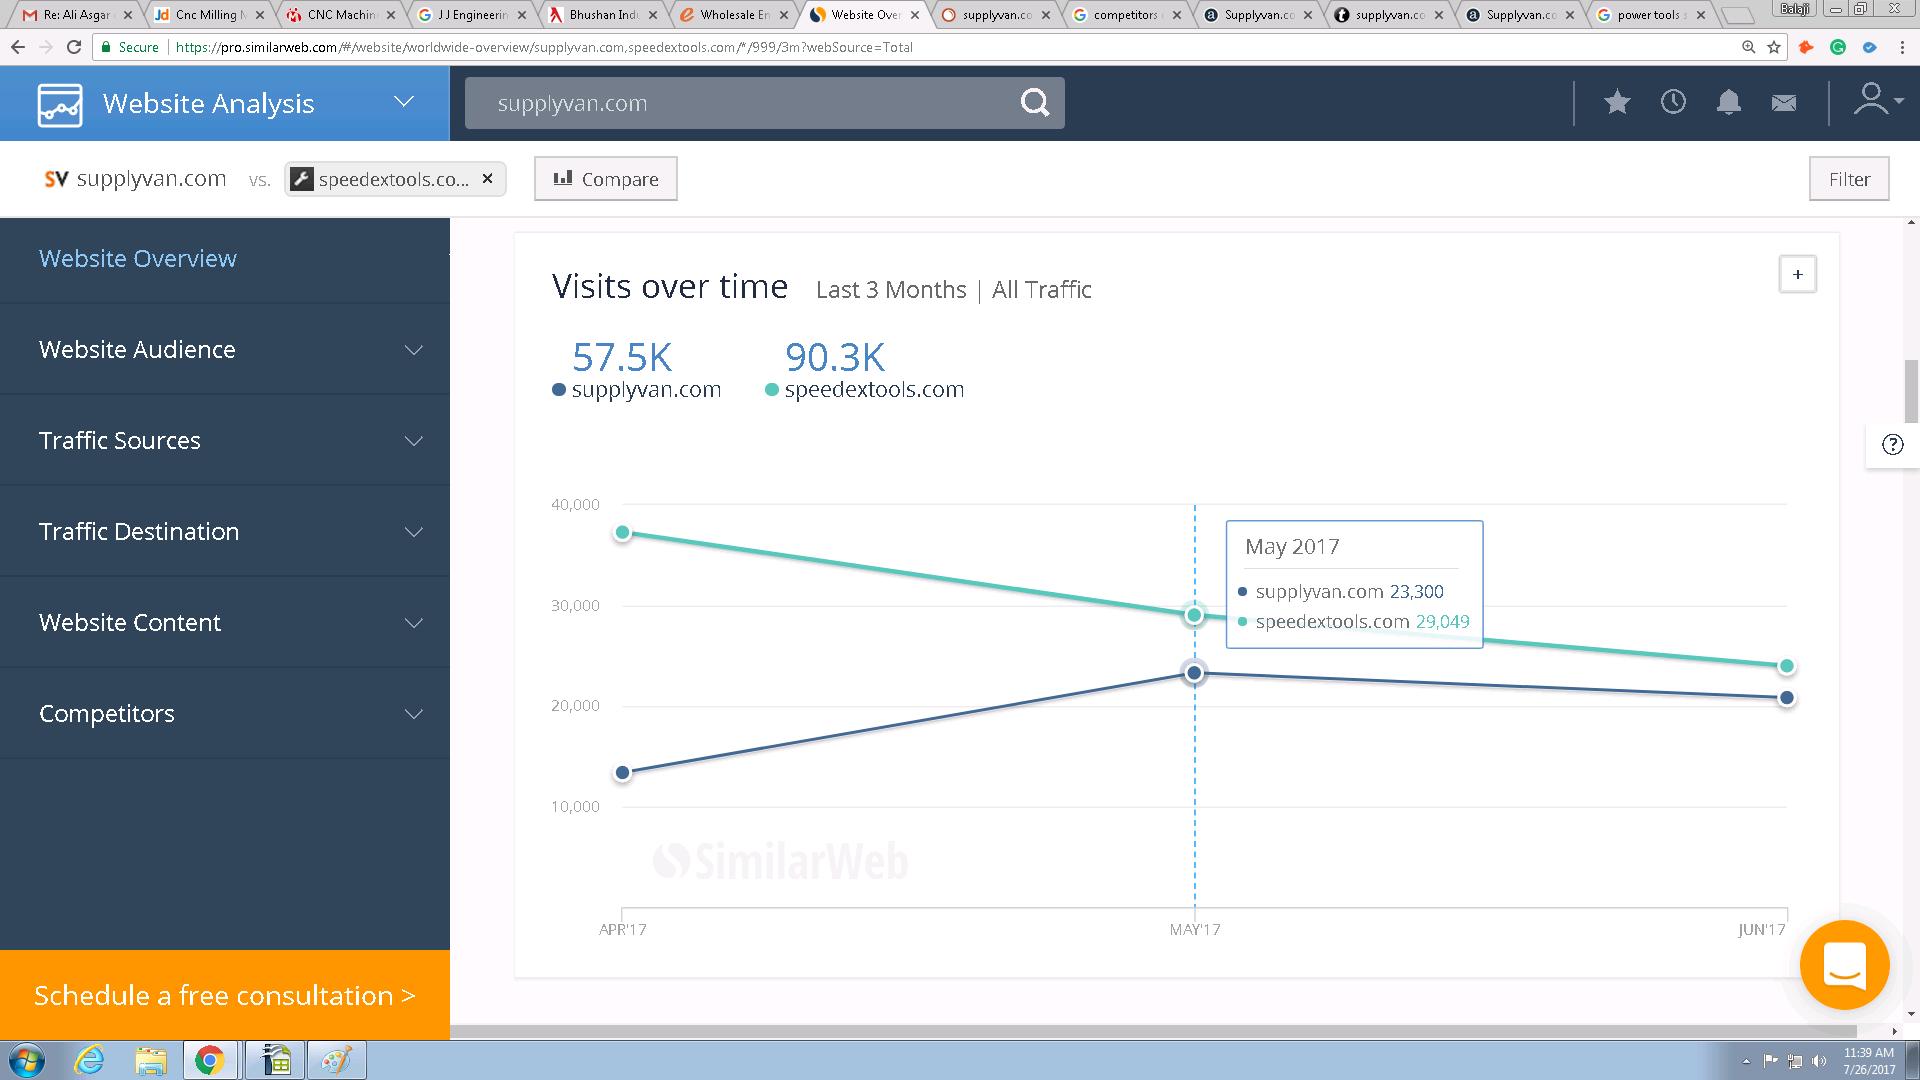 Re: Ali Asgar
Cnc Milling M
CNC Machin
J J Engineerin
Bhushan Indu
Wholesale En
Website Over
supplyvan.co
competitors
Supplyvan.co
supplyvan.co
Supplyvan.co
power tools s
Balaji
Secure https://pro.similarweb.com/#/website/worldwide-overview/supplyvan.com,speedextools.com/*/999/3m?webSource=Total
Website Analysis
supplyvan.com
SV supplyvan.com vs. speedextools.co... × Compare
Filter
Website Overview
Website Audience
Traffic Sources
Traffic Destination
Website Content
Competitors
Schedule a free consultation >
Visits over time Last 3 Months | All Traffic
+
57.5K 90.3K
supplyvan.com speedextools.com
40,000
30,000
20,000
10,000
May 2017
supplyvan.com 23,300
speedextools.com 29,049
SimilarWeb
APR'17 MAY'17 JUN'17
?
11:39 AM
7/26/2017